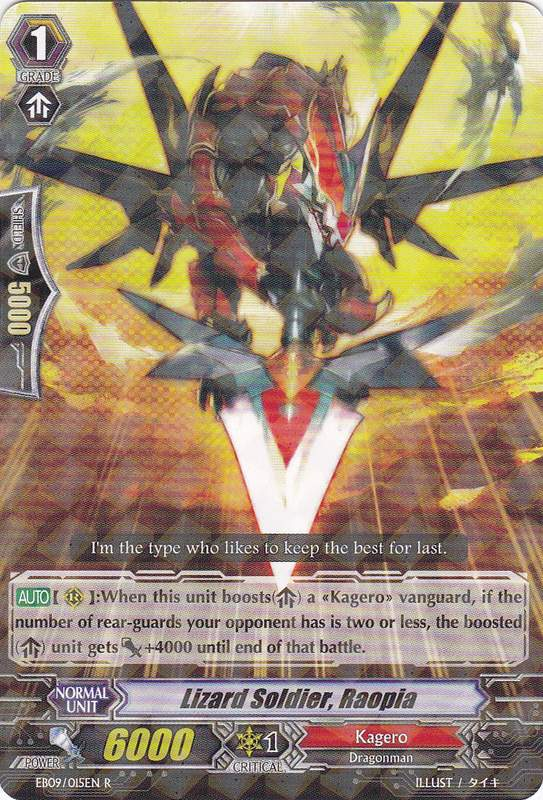 1
GRADE
SHIELD
5000
I'm the type who likes to keep the best for last.
AUTO [ R ]:When this unit boosts( ) a «Kagero» vanguard, if the
number of rear-guards your opponent has is two or less, the boosted
( ) unit gets +4000 until end of that battle.
NORMAL
UNIT
Lizard Soldier, Raopia
POWER
6000
1
CRITICAL
Kagero
Dragonman
EB09/015EN R
ILLUST / タイキ